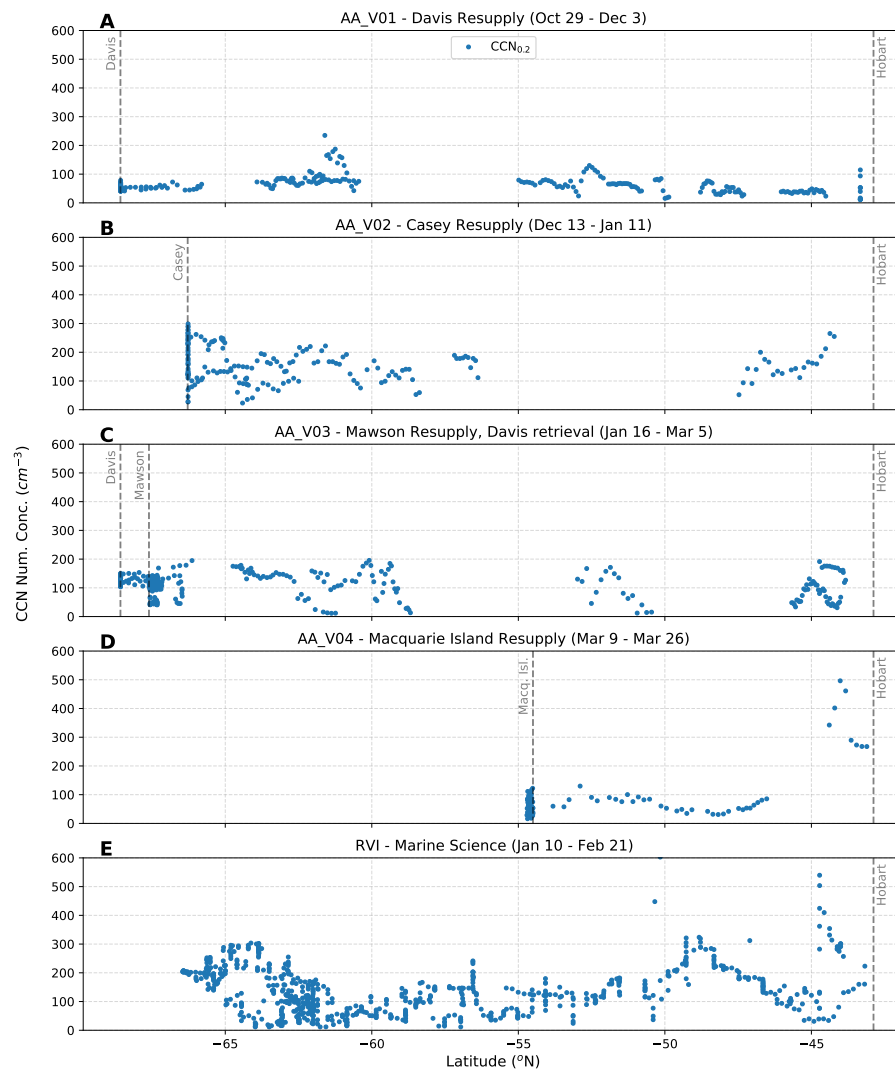 A
AA_V01 - Davis Resupply (Oct 29 - Dec 3)
600
500
400
300
200
100
0
Davis
CCN0.2
Hobart
B
AA_V02 - Casey Resupply (Dec 13 - Jan 11)
600
500
400
300
200
100
0
Casey
Hobart
C
AA_V03 - Mawson Resupply, Davis retrieval (Jan 16 - Mar 5)
600
500
400
300
200
100
0
Davis
Mawson
Hobart
CCN Num. Conc. (cm−3)
D
AA_V04 - Macquarie Island Resupply (Mar 9 - Mar 26)
600
500
400
300
200
100
0
Macq. Isl.
Hobart
E
RVI - Marine Science (Jan 10 - Feb 21)
600
500
400
300
200
100
0
Hobart
−65 −60 −55 −50 −45
Latitude (oN)